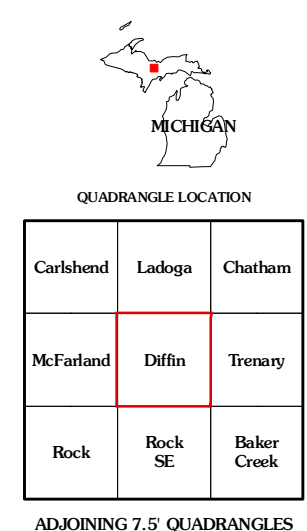 MICHIGAN
QUADRANGLE LOCATION
Carlshend Ladoga Chatham
McFarland Diffin Trenary
Rock Rock SE Baker Creek
ADJOINING 7.5' QUADRANGLES